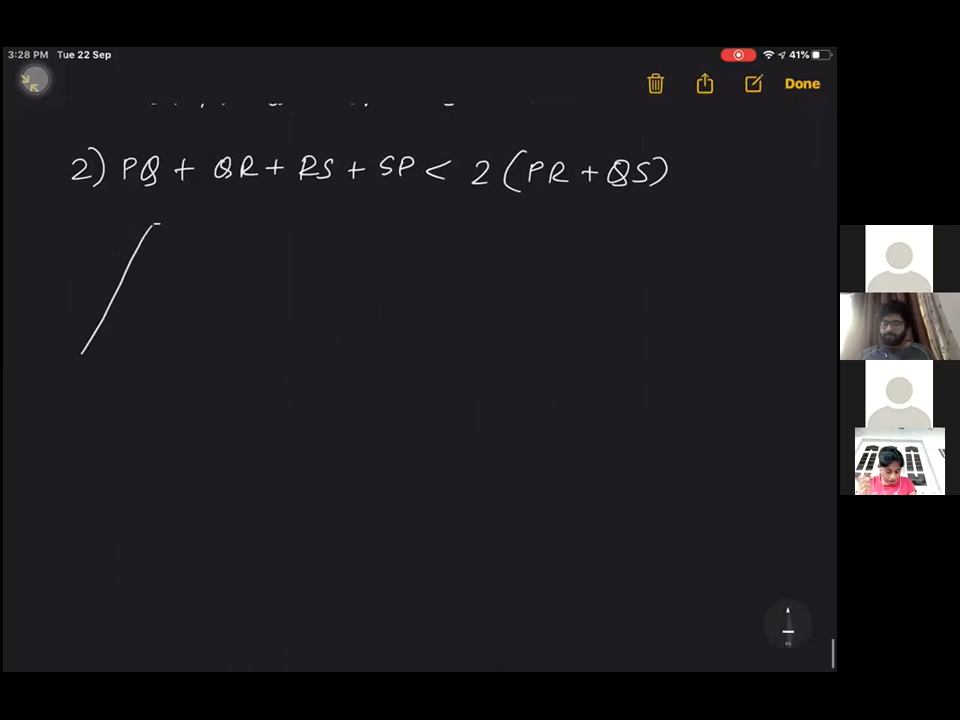 3:28 PM Tue 22 Sep
41%
Done
2) PQ + QR + RS + SP < 2 (PR + QS)